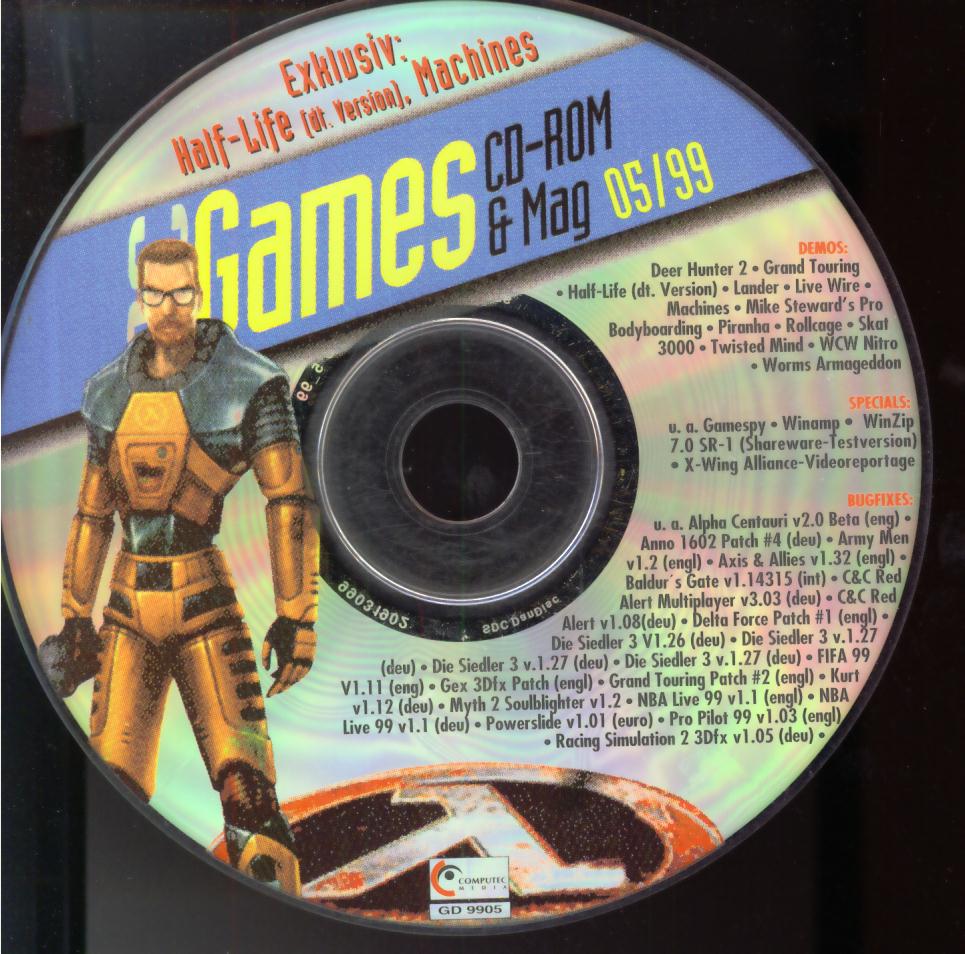 Exklusiv:
Half-Life (dt. Version), Machines
Games
CD-ROM
& Mag 05/99
DEMOS:
Deer Hunter 2 • Grand Touring
• Half-Life (dt. Version) • Lander • Live Wire •
Machines • Mike Steward's Pro
Bodyboarding • Piranha • Rollcage • Skat
3000 • Twisted Mind • WCW Nitro
• Worms Armageddon
SPECIALS:
u. a. Gamespy • Winamp • WinZip
7.0 SR-1 (Shareware-Testversion)
• X-Wing Alliance-Videoreportage
BUGFIXES:
u. a. Alpha Centauri v2.0 Beta (engl) •
Anno 1602 Patch #4 (deu) • Army Men
v1.2 (engl) • Axis & Allies v1.32 (engl) •
Baldur´s Gate v1.14315 (int) • C&C Red
Alert Multiplayer v3.03 (deu) • C&C Red
Alert v1.08(deu) • Delta Force Patch #1 (engl) •
Die Siedler 3 V1.26 (deu) • Die Siedler 3 v.1.27
(deu) • Die Siedler 3 v.1.27 (deu) • Die Siedler 3 v.1.27 (deu) • FIFA 99
V1.11 (eng) • Gex 3Dfx Patch (engl) • Grand Touring Patch #2 (engl) • Kurt
v1.12 (deu) • Myth 2 Soulblighter v1.2 • NBA Live 99 v1.1 (engl) • NBA
Live 99 v1.1 (deu) • Powerslide v1.01 (euro) • Pro Pilot 99 v1.03 (engl)
• Racing Simulation 2 3Dfx v1.05 (deu) •
99031902
SDC DanDisc
COMPUTEC
MEDIA
GD 9905